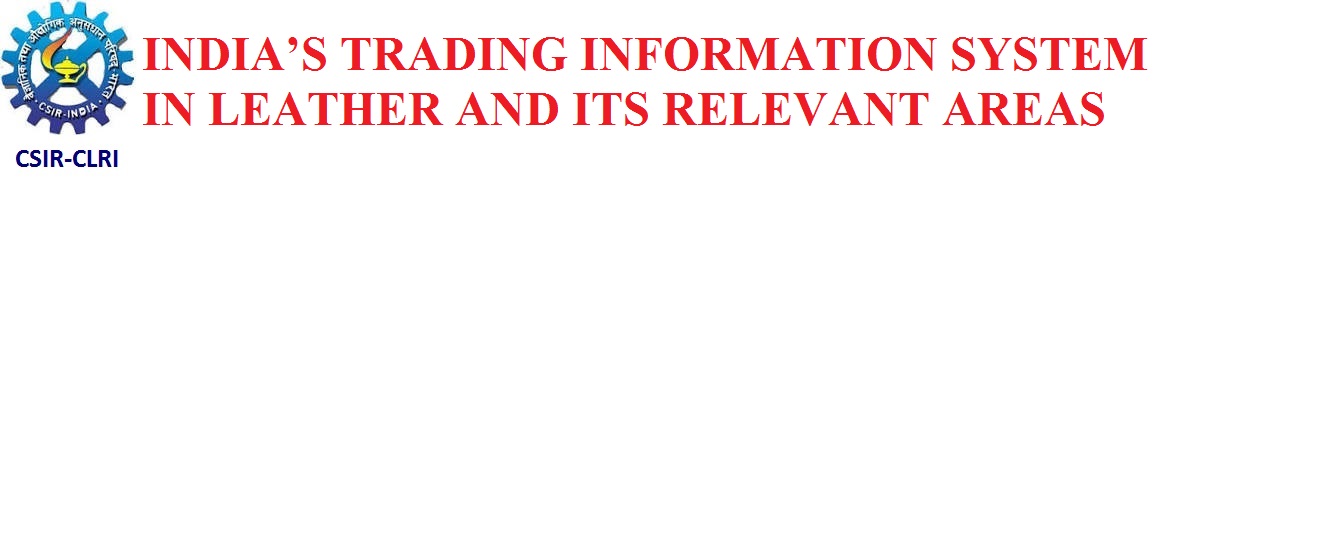 वैज्ञानिक तथा औद्योगिक अनुसंधान परिषद् भारत
CSIR-INDIA
INDIA’S TRADING INFORMATION SYSTEM
IN LEATHER AND ITS RELEVANT AREAS
CSIR-CLRI